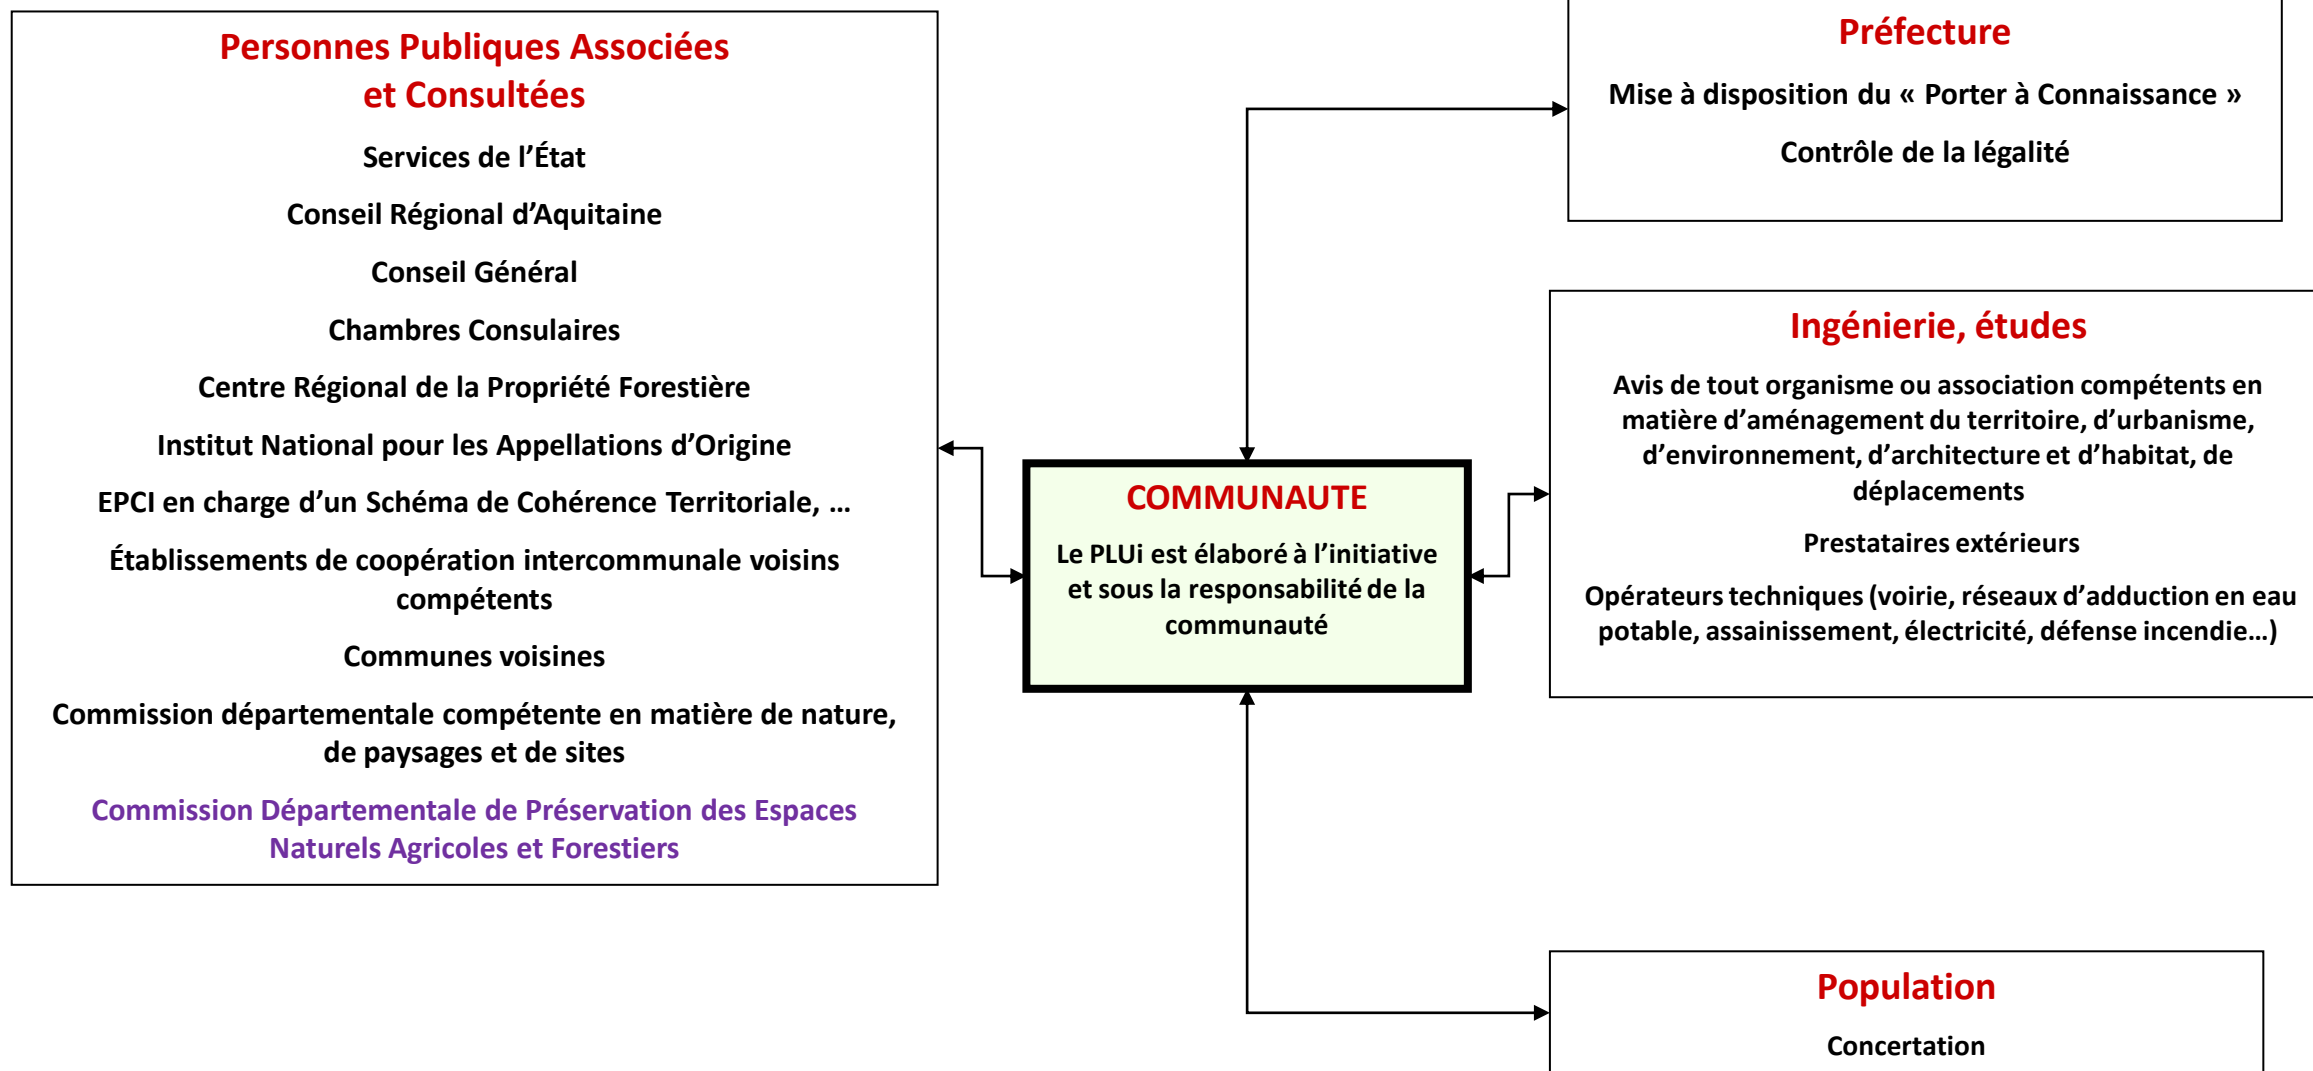 Personnes Publiques Associées
et Consultées
Services de l’État
Conseil Régional d’Aquitaine
Conseil Général
Chambres Consulaires
Centre Régional de la Propriété Forestière
Institut National pour les Appellations d’Origine
EPCI en charge d’un Schéma de Cohérence Territoriale, …
Établissements de coopération intercommunale voisins
compétents
Communes voisines
Commission départementale compétente en matière de nature,
de paysages et de sites
Commission Départementale de Préservation des Espaces
Naturels Agricoles et Forestiers
COMMUNAUTE
Le PLUi est élaboré à l’initiative
et sous la responsabilité de la
communauté
Préfecture
Mise à disposition du « Porter à Connaissance »
Contrôle de la légalité
Ingénierie, études
Avis de tout organisme ou association compétents en
matière d’aménagement du territoire, d’urbanisme,
d’environnement, d’architecture et d’habitat, de
déplacements
Prestataires extérieurs
Opérateurs techniques (voirie, réseaux d’adduction en eau
potable, assainissement, électricité, défense incendie…)
Population
Concertation